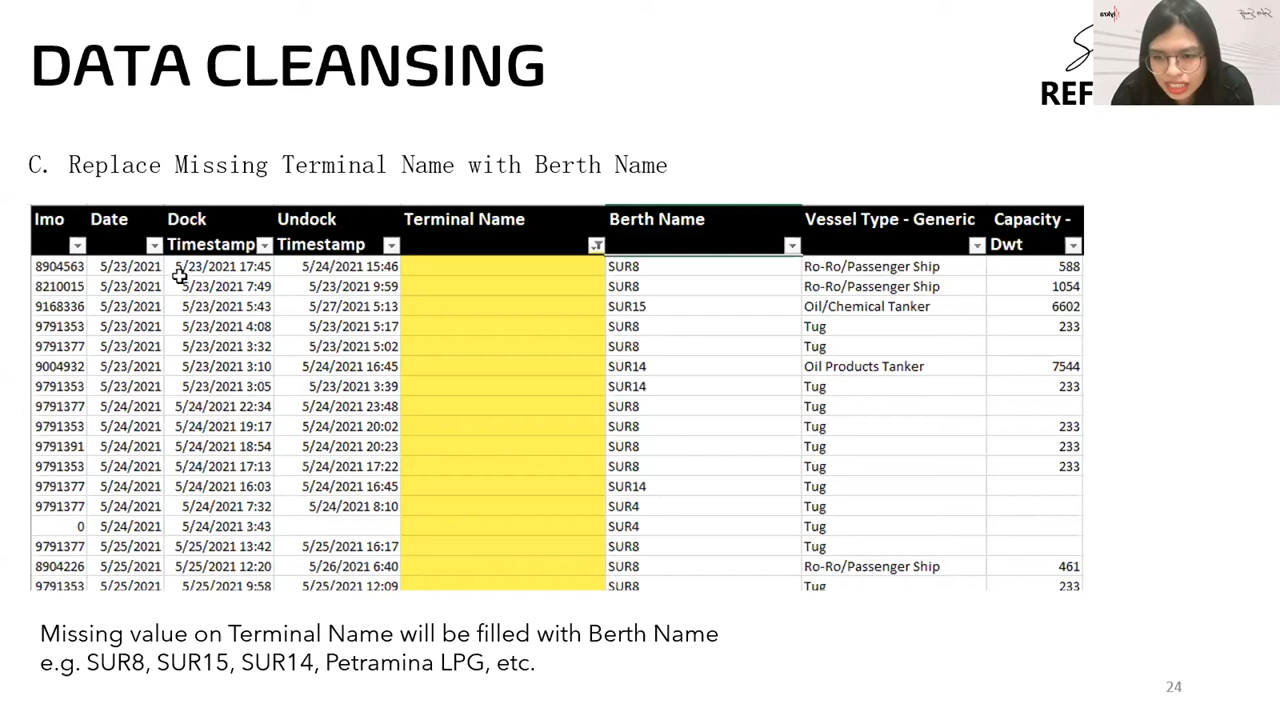 DATA CLEANSING
REF
C. Replace Missing Terminal Name with Berth Name
Imo Date Dock Timestamp Undock Timestamp Terminal Name Berth Name Vessel Type - Generic Capacity - Dwt
8904563 5/23/2021 5/23/2021 17:45 5/24/2021 15:46 SUR8 Ro-Ro/Passenger Ship 588
8210015 5/23/2021 5/23/2021 7:49 5/23/2021 9:59 SUR8 Ro-Ro/Passenger Ship 1054
9168336 5/23/2021 5/23/2021 5:43 5/27/2021 5:13 SUR15 Oil/Chemical Tanker 6602
9791353 5/23/2021 5/23/2021 4:08 5/23/2021 5:17 SUR8 Tug 233
9791377 5/23/2021 5/23/2021 3:32 5/23/2021 5:02 SUR8 Tug
9004932 5/23/2021 5/23/2021 3:10 5/24/2021 16:45 SUR14 Oil Products Tanker 7544
9791353 5/23/2021 5/23/2021 3:05 5/23/2021 3:39 SUR14 Tug 233
9791377 5/24/2021 5/24/2021 22:34 5/24/2021 23:48 SUR8 Tug
9791353 5/24/2021 5/24/2021 19:17 5/24/2021 20:02 SUR8 Tug 233
9791391 5/24/2021 5/24/2021 18:54 5/24/2021 20:23 SUR8 Tug 233
9791353 5/24/2021 5/24/2021 17:13 5/24/2021 17:22 SUR8 Tug 233
9791377 5/24/2021 5/24/2021 16:03 5/24/2021 16:45 SUR14 Tug
9791377 5/24/2021 5/24/2021 7:32 5/24/2021 8:10 SUR4 Tug
0 5/24/2021 5/24/2021 3:43 SUR4 Tug
9791377 5/25/2021 5/25/2021 13:42 5/25/2021 16:17 SUR8 Tug
8904226 5/25/2021 5/25/2021 12:20 5/26/2021 6:40 SUR8 Ro-Ro/Passenger Ship 461
9791353 5/25/2021 5/25/2021 9:58 5/25/2021 12:09 SUR8 Tug 233
Missing value on Terminal Name will be filled with Berth Name
e.g. SUR8, SUR15, SUR14, Petramina LPG, etc.
24